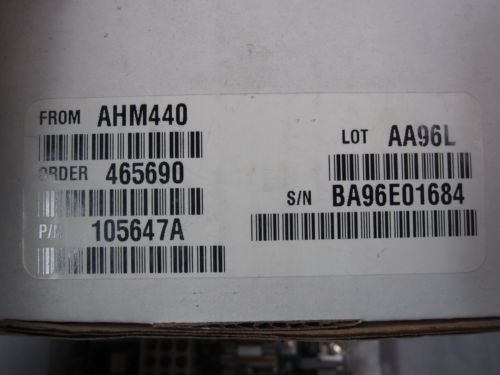 FROM AHM440
ORDER 465690
P/N 105647A
LOT AA96L
S/N BA96E01684